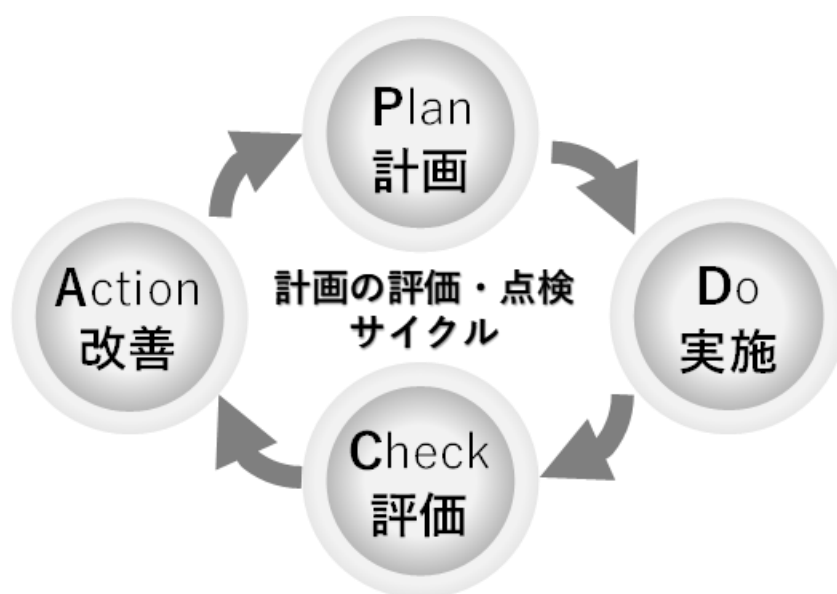 Plan
計画
Do
実施
Check
評価
Action
改善
計画の評価・点検
サイクル